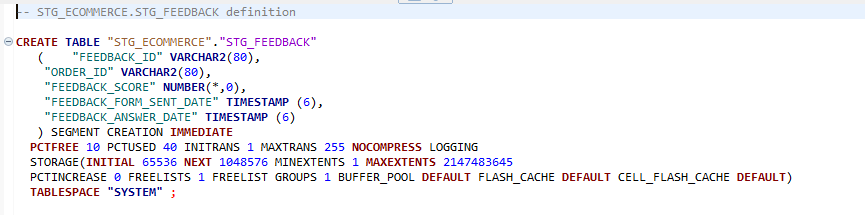 -- STG_ECOMMERCE.STG_FEEDBACK definition
CREATE TABLE "STG_ECOMMERCE"."STG_FEEDBACK"
( "FEEDBACK_ID" VARCHAR2(80),
"ORDER_ID" VARCHAR2(80),
"FEEDBACK_SCORE" NUMBER(*,0),
"FEEDBACK_FORM_SENT_DATE" TIMESTAMP (6),
"FEEDBACK_ANSWER_DATE" TIMESTAMP (6)
) SEGMENT CREATION IMMEDIATE
PCTFREE 10 PCTUSED 40 INITRANS 1 MAXTRANS 255 NOCOMPRESS LOGGING
STORAGE(INITIAL 65536 NEXT 1048576 MINEXTENTS 1 MAXEXTENTS 2147483645
PCTINCREASE 0 FREELISTS 1 FREELIST GROUPS 1 BUFFER_POOL DEFAULT FLASH_CACHE DEFAULT CELL_FLASH_CACHE DEFAULT)
TABLESPACE "SYSTEM" ;